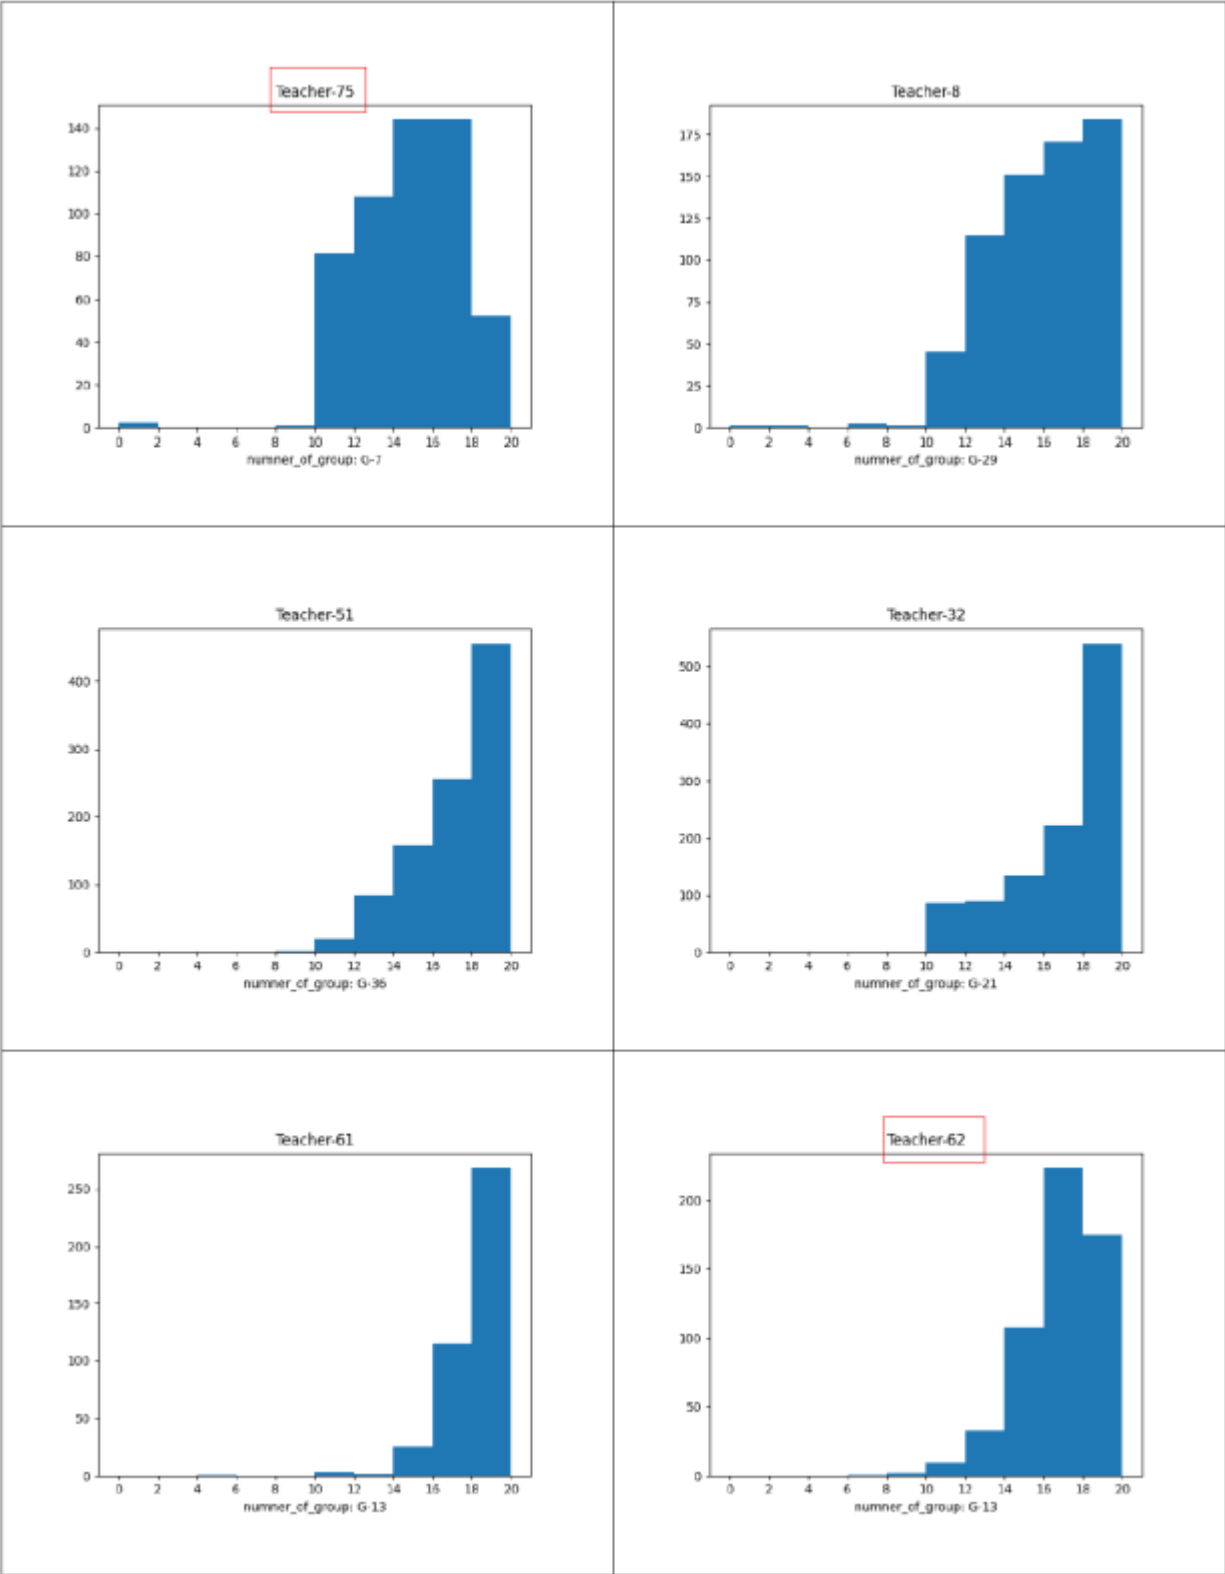 Teacher-75
140
120
100
80
60
40
20
0
0 2 4 6 8 10 12 14 16 18 20
numner_of_group: G-7
Teacher-8
175
150
125
100
75
50
25
0
0 2 4 6 8 10 12 14 16 18 20
numner_of_group: G-29
Teacher-51
400
300
200
100
0
0 2 4 6 8 10 12 14 16 18 20
numner_of_group: G-36
Teacher-32
500
400
300
200
100
0
0 2 4 6 8 10 12 14 16 18 20
numner_of_group: G-21
Teacher-61
250
200
150
100
50
0
0 2 4 6 8 10 12 14 16 18 20
numner_of_group: G-13
Teacher-62
200
150
100
50
0
0 2 4 6 8 10 12 14 16 18 20
numner_of_group: G-13